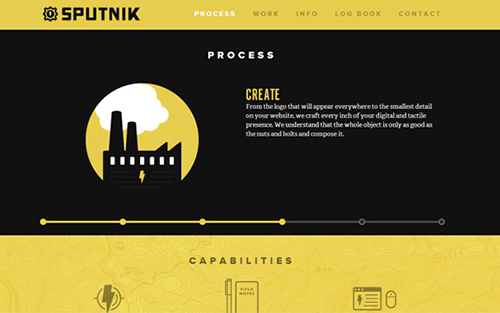 SPUTNIK
PROCESS WORK INFO LOG BOOK CONTACT
PROCESS
CREATE
From the logo that will appear everywhere to the smallest detail
on your website, we craft every inch of your digital and tactile
presence. We understand that the whole object is only as good as
the nuts and bolts and compose it.
CAPABILITIES
FIELD
NOTES